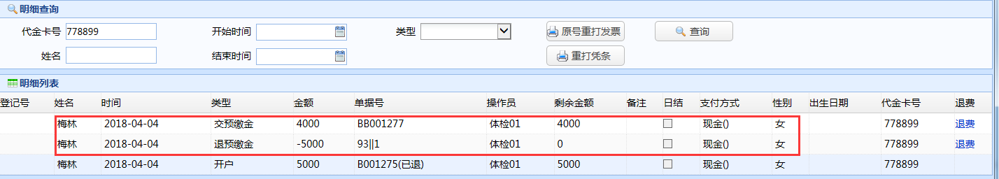 明细查询
代金卡号 778899 开始时间 类型 原号重打发票 查询
姓名 结束时间 重打凭条
明细列表
登记号 姓名 时间 类型 金额 单据号 操作员 剩余金额 备注 日结 支付方式 性别 出生日期 代金卡号 退费
梅林 2018-04-04 交预缴金 4000 BB001277 体检01 4000 现金() 女 778899 退费
梅林 2018-04-04 退预缴金 -5000 93||1 体检01 0 现金() 女 778899 退费
梅林 2018-04-04 开户 5000 B001275(已退) 体检01 5000 现金() 女 778899